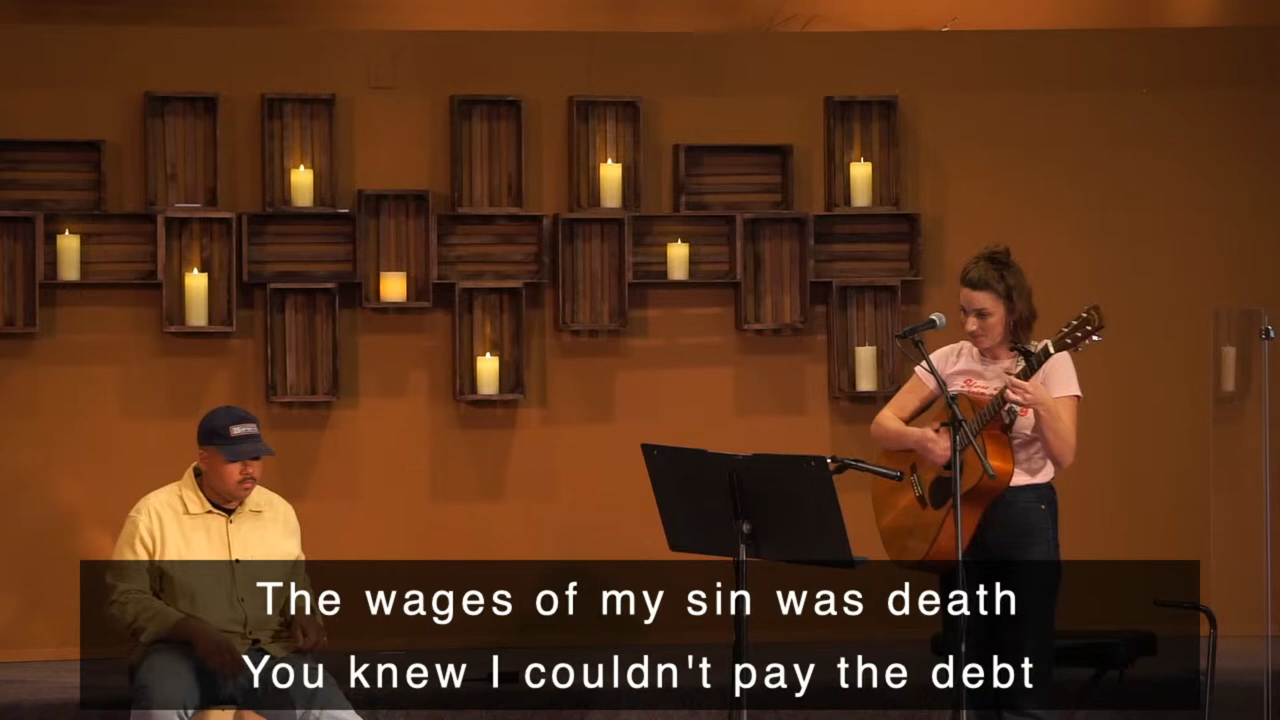 The wages of my sin was death
You knew I couldn't pay the debt